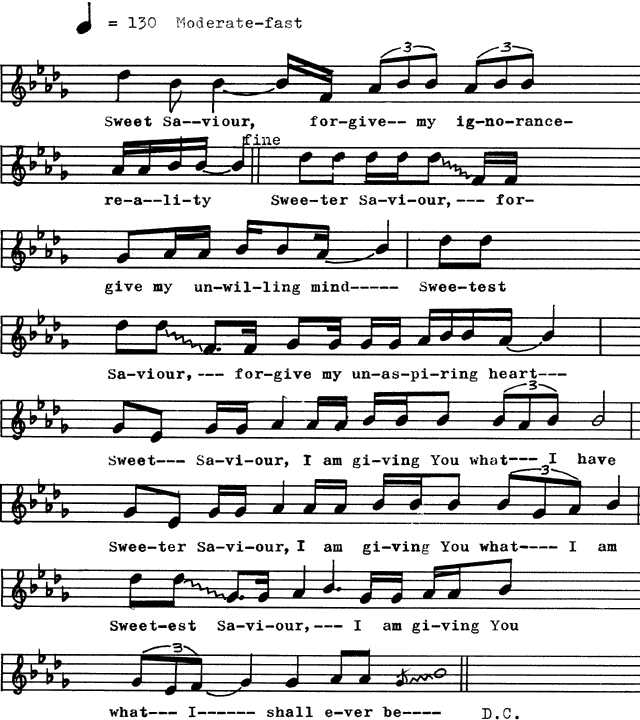 = 130 Moderate-fast
3 3
Sweet Sa--viour, for-give-- my ig-no-rance-
fine
re-a--li-ty Swee-ter Sa-vi-our, --- for-
give my un-wil-ling mind----- Swee-test
Sa-viour, --- for-give my un-as-pi-ring heart---
3
Sweet--- Sa-vi-our, I am gi-ving You what--- I have
3
Swee-ter Sa-vi-our, I am gi-ving You what---- I am
Sweet-est Sa-vi-our, --- I am gi-ving You
3
what--- I------ shall e-ver be---- D.C.